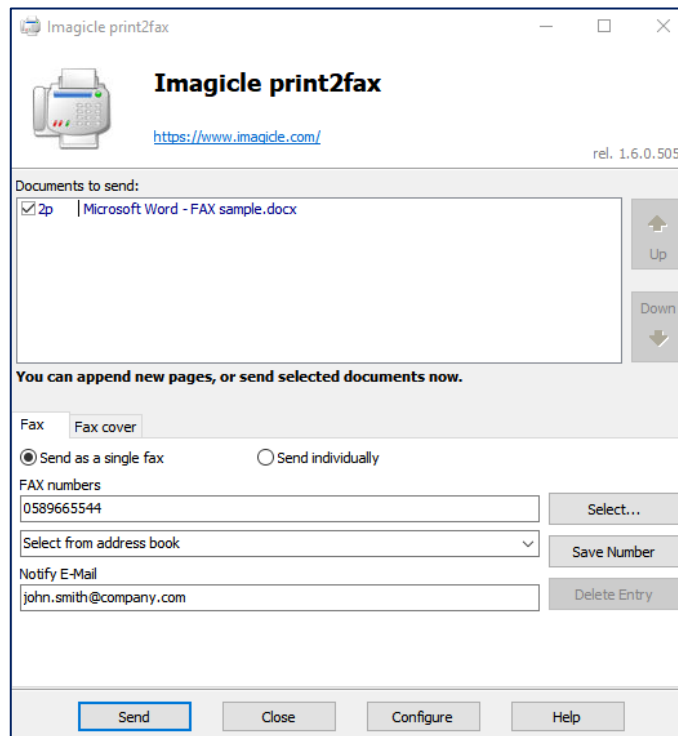 Imagicle print2fax
Imagicle print2fax
https://www.imagicle.com/
rel. 1.6.0.505
Documents to send:
2p Microsoft Word - FAX sample.docx
Up
Down
You can append new pages, or send selected documents now.
Fax Fax cover
Send as a single fax Send individually
FAX numbers
0589665544 Select...
Select from address book Save Number
Notify E-Mail
john.smith@company.com Delete Entry
Send Close Configure Help